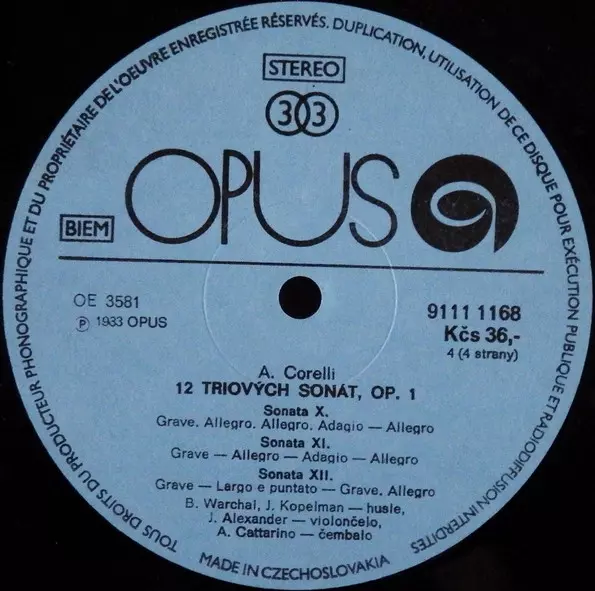 TOUS DROITS DU PRODUCTEUR PHONOGRAPHIQUE ET DU PROPRIÉTAIRE DE L'OEUVRE ENREGISTRÉE RÉSERVÉS. DUPLICATION, UTILISATION DE CE DISQUE POUR EXÉCUTION PUBLIQUE ET RADIODIFFUSION INTERDITES
STEREO
33
OPUS
BIEM
OE 3581
℗ 1933 OPUS
9111 1168
Kčs 36,-
4 (4 strany)
A. Corelli
12 TRIOVÝCH SONÁT, OP. 1
Sonata X.
Grave. Allegro. Allegro. Adagio — Allegro
Sonata XI.
Grave — Allegro — Adagio — Allegro
Sonata XII.
Grave — Largo e puntato — Grave. Allegro
B. Warchal, J. Kopelman — husle,
J. Alexander — violončelo,
A. Cattarino — čembalo
MADE IN CZECHOSLOVAKIA